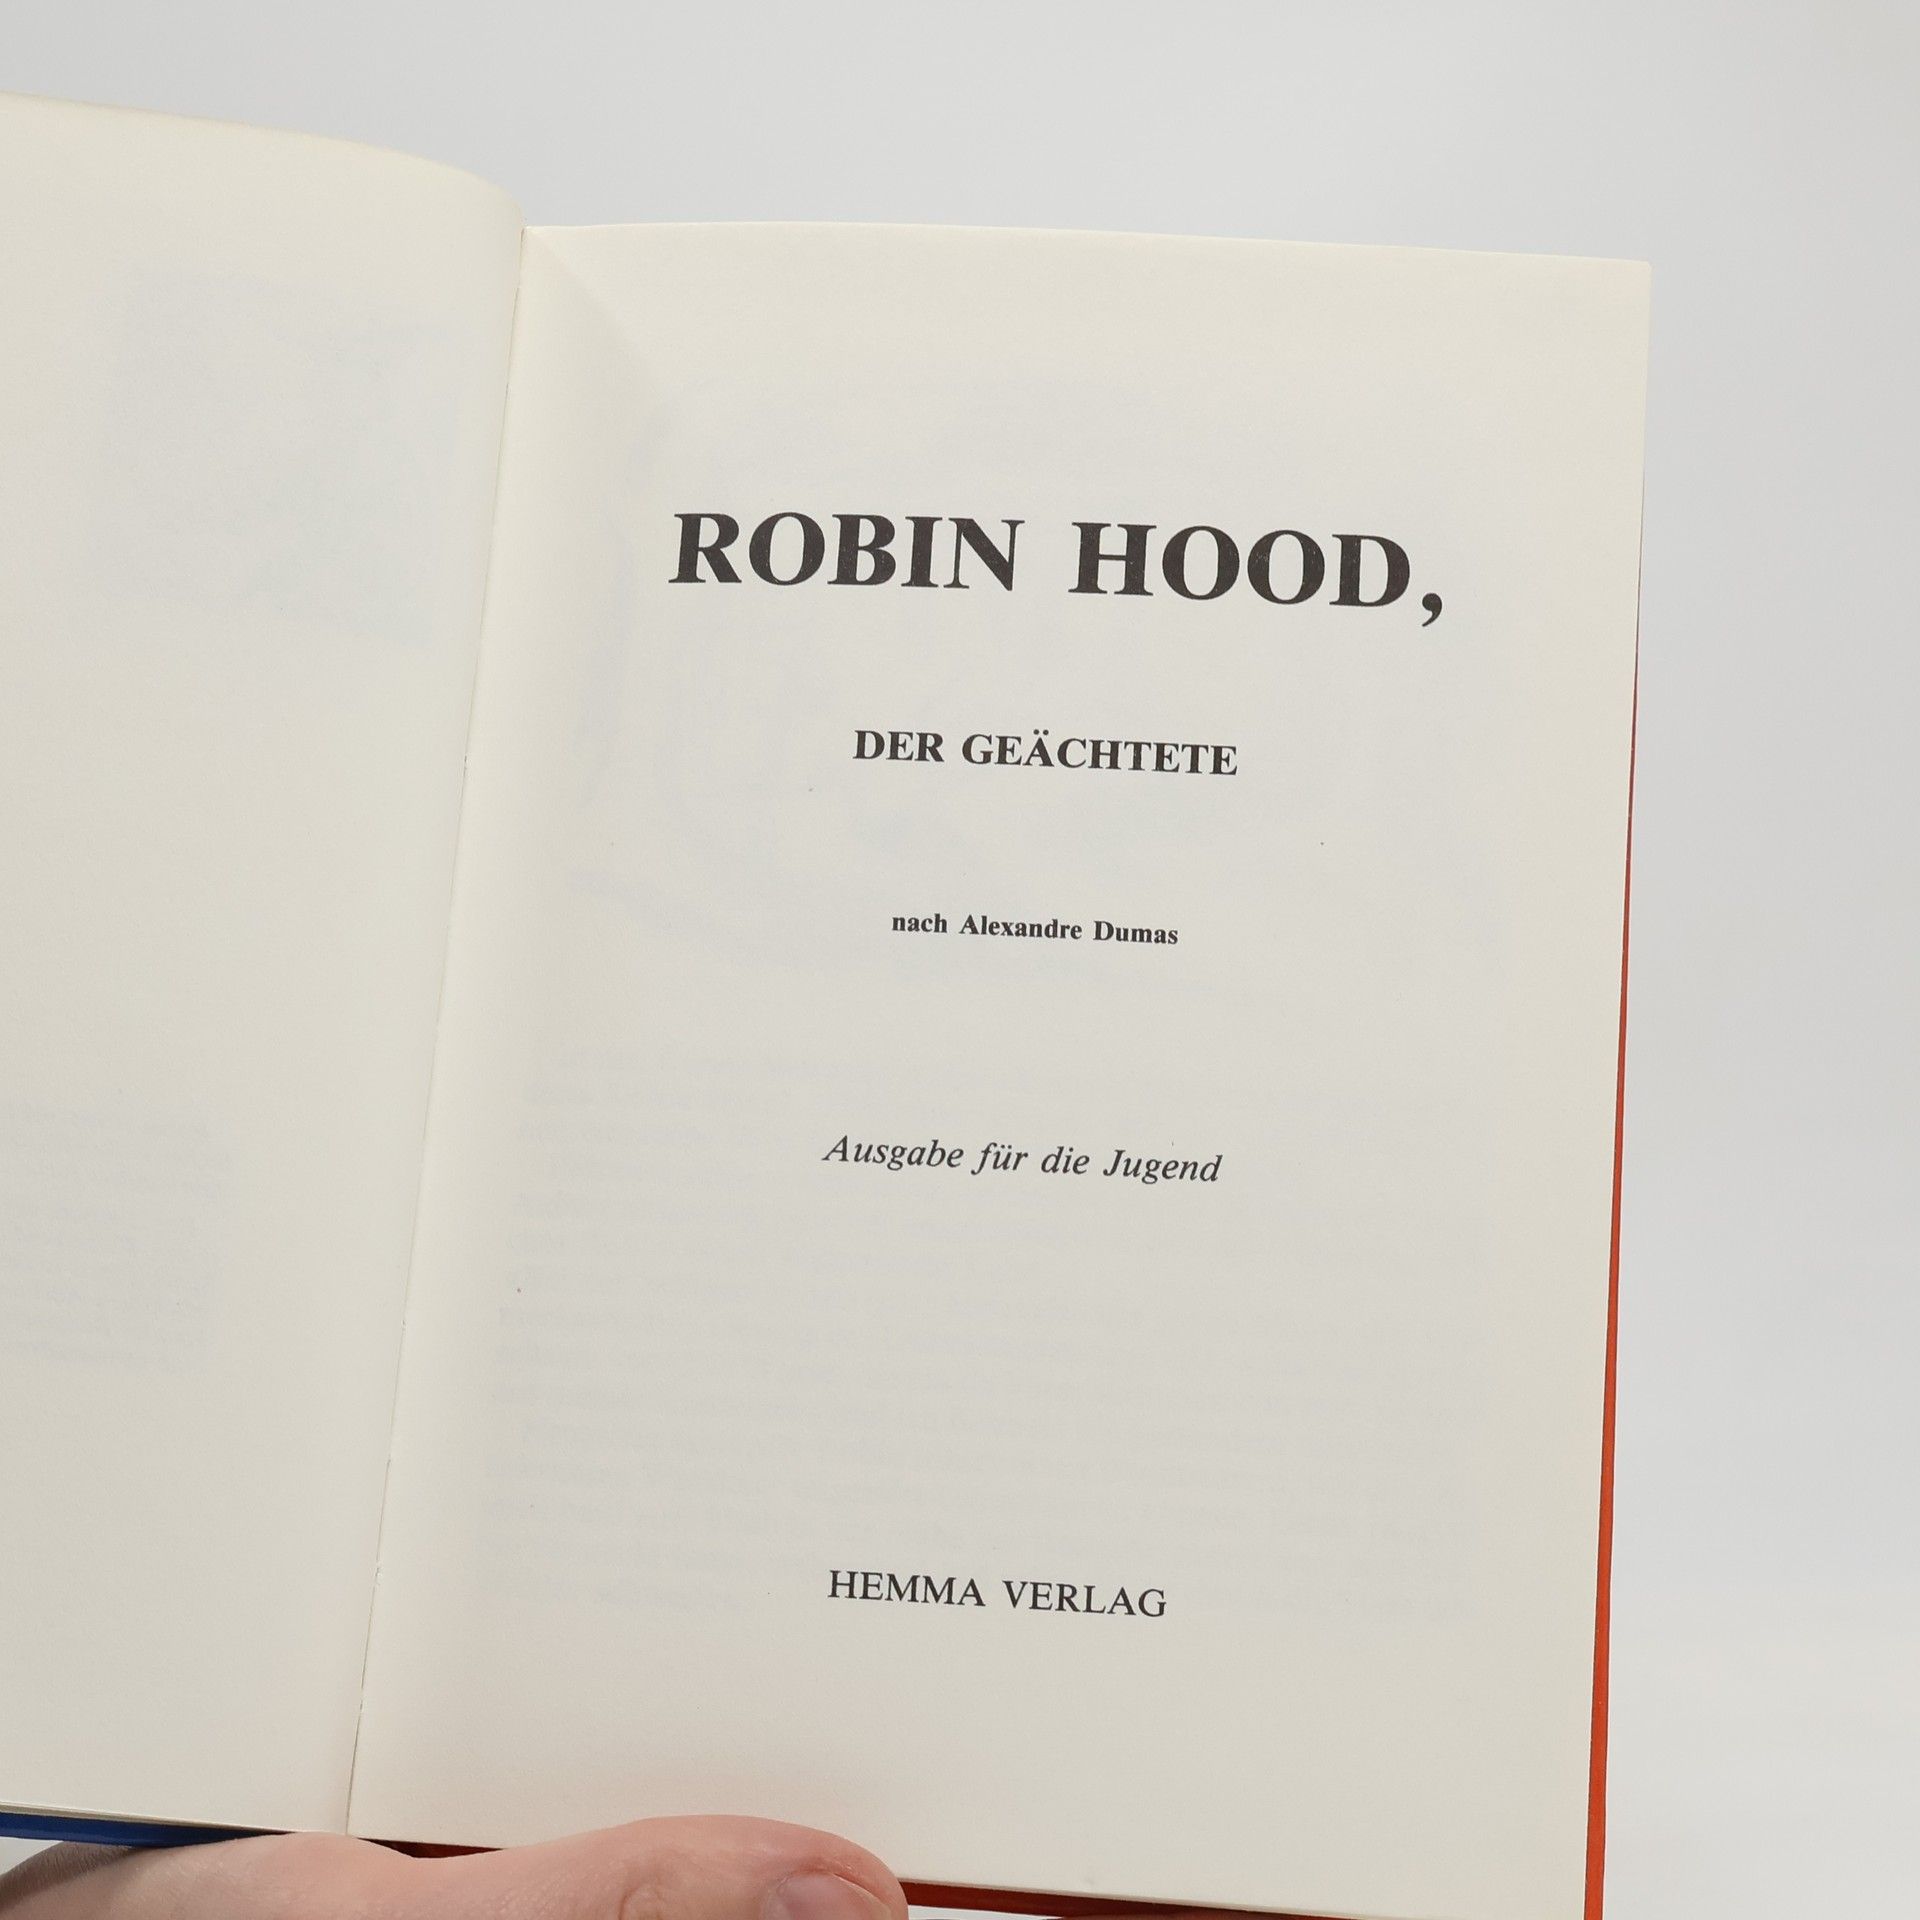 ROBIN HOOD,
DER GEÄCHTETE
nach Alexandre Dumas
Ausgabe für die Jugend
HEMMA VERLAG